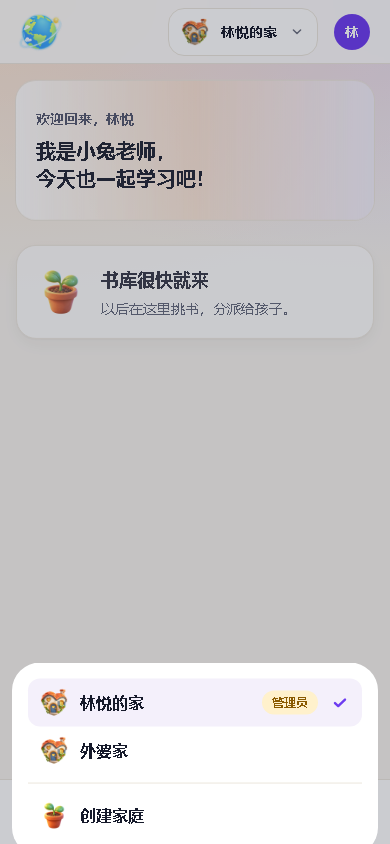 林悦的家
林
欢迎回来，林悦
我是小兔老师，
今天也一起学习吧！
书库很快就来
以后在这里挑书，分派给孩子。
林悦的家
管理员
外婆家
创建家庭